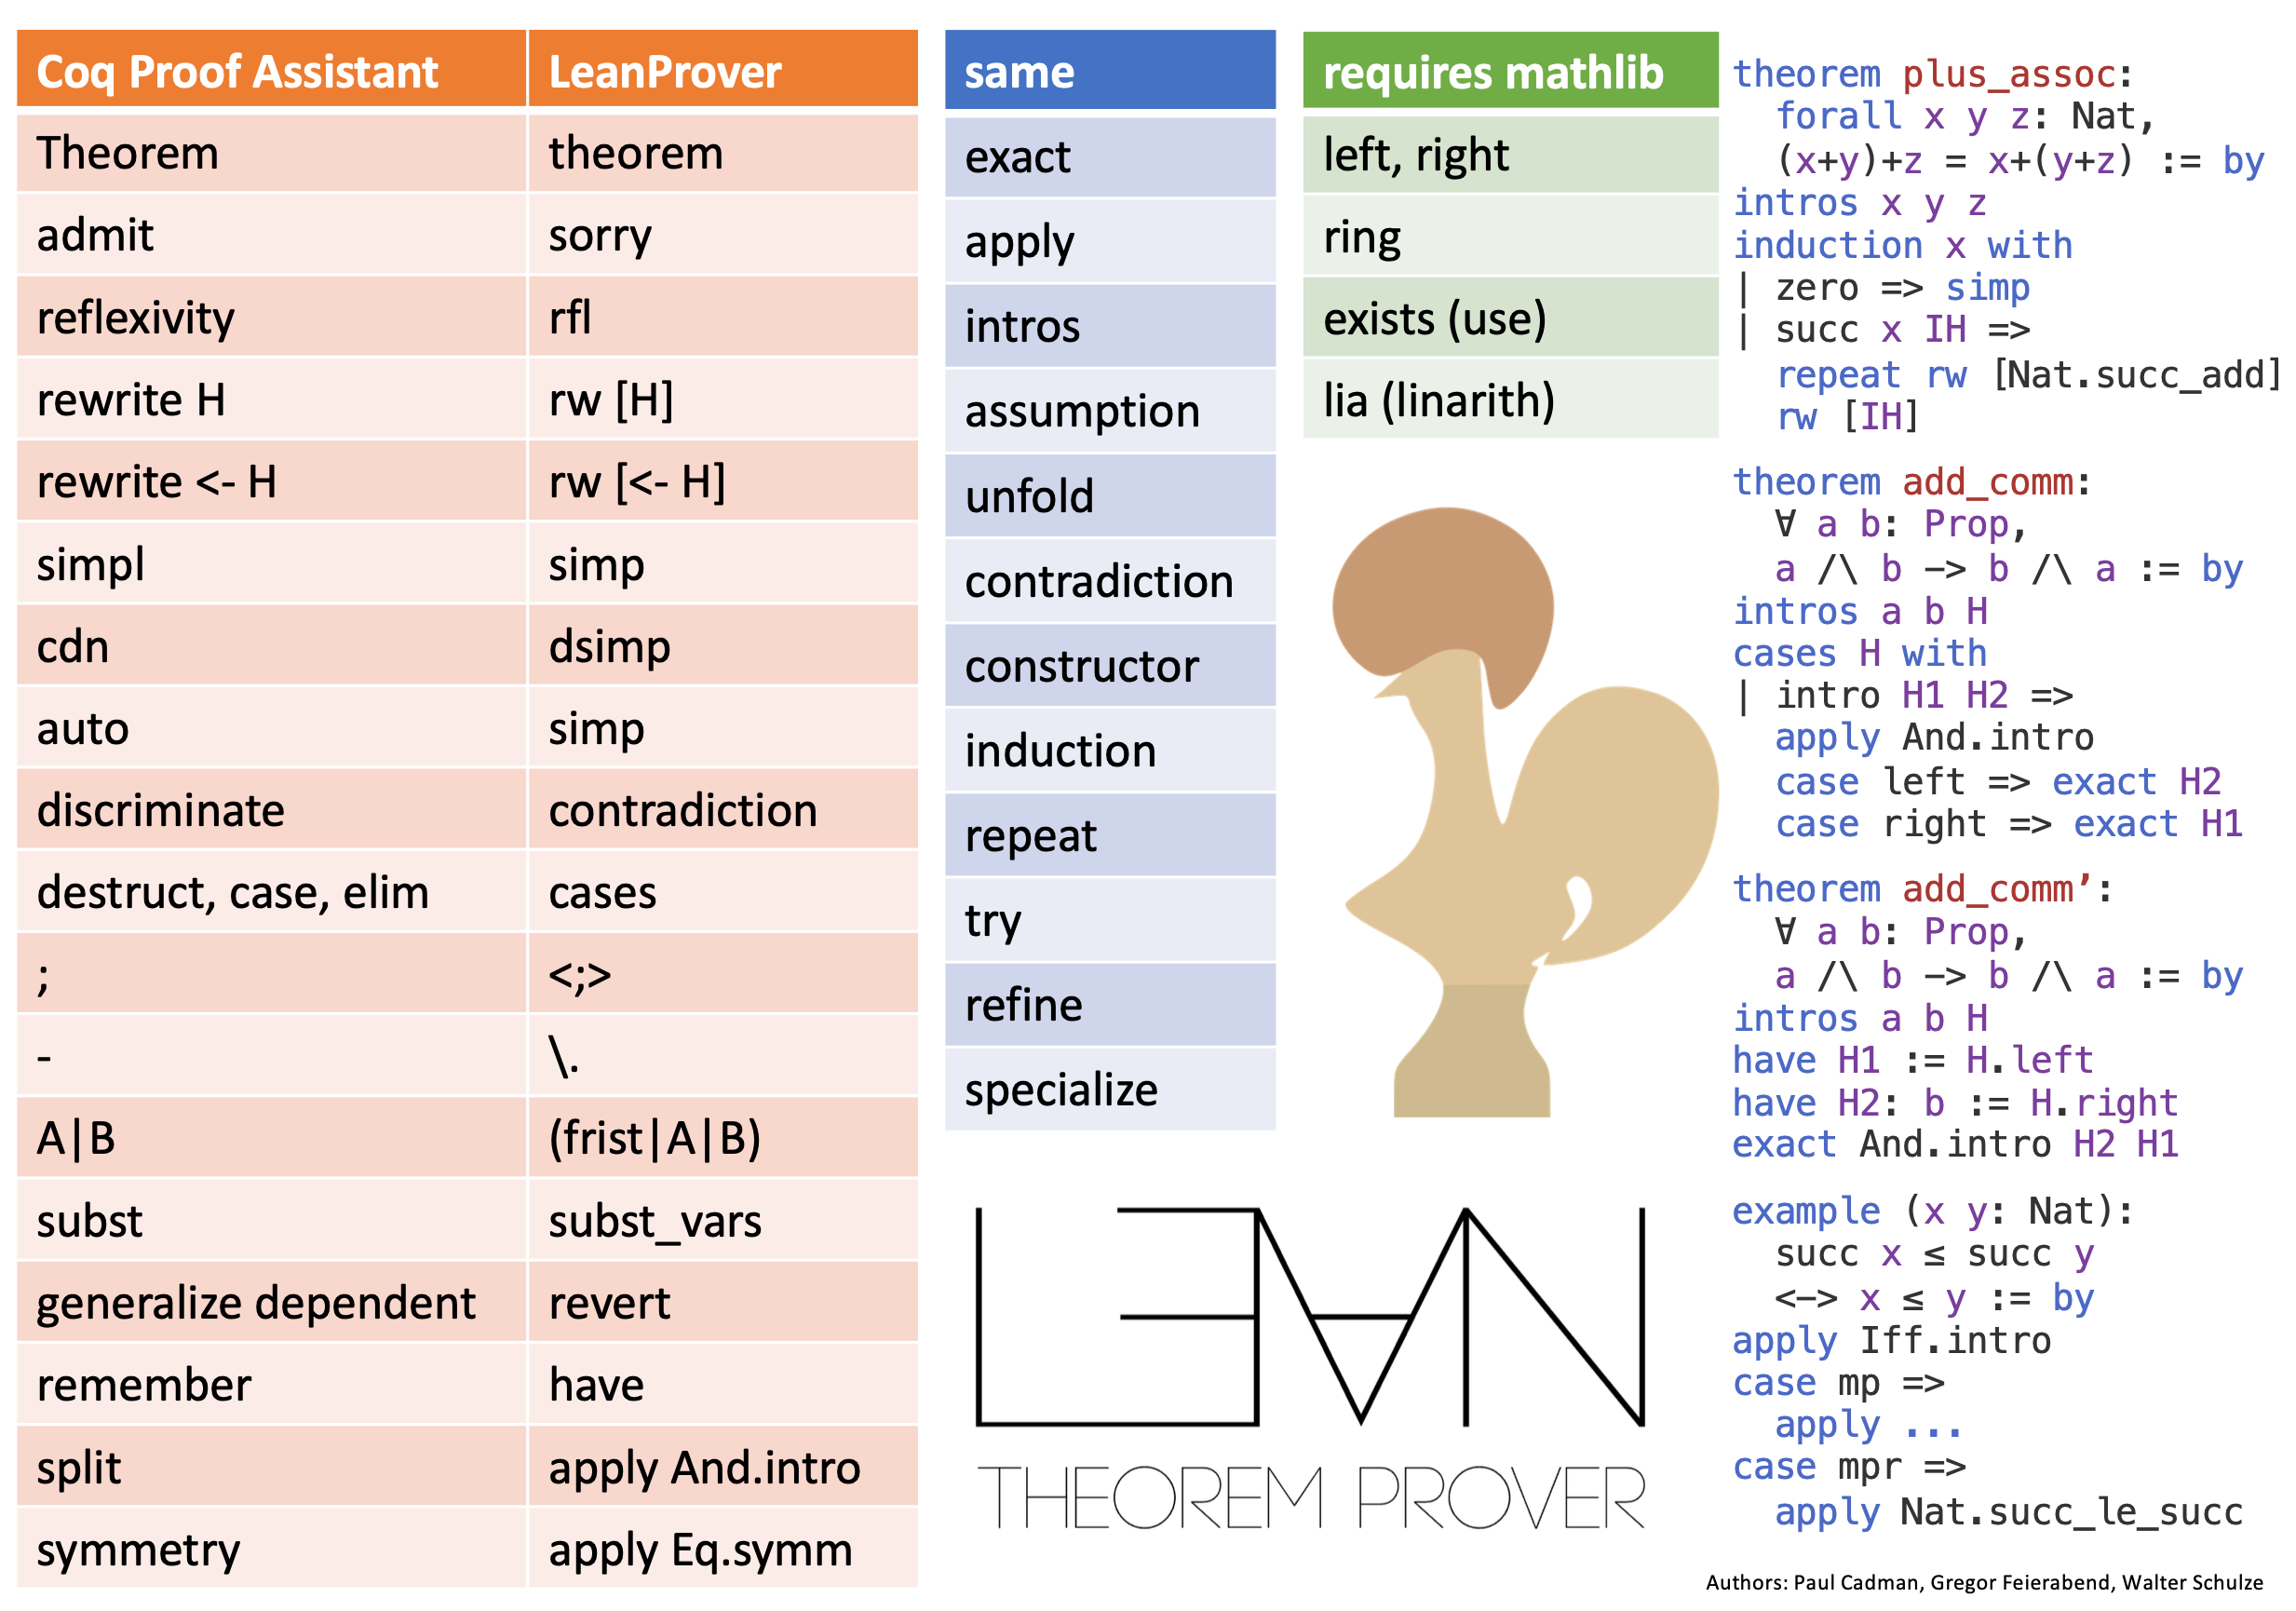 Coq Proof Assistant LeanProver
Theorem theorem
admit sorry
reflexivity rfl
rewrite H rw [H]
rewrite <- H rw [<- H]
simpl simp
cdn dsimp
auto simp
discriminate contradiction
destruct, case, elim cases
; <;>
- \.
A|B (frist|A|B)
subst subst_vars
generalize dependent revert
remember have
split apply And.intro
symmetry apply Eq.symm
same
exact
apply
intros
assumption
unfold
contradiction
constructor
induction
repeat
try
refine
specialize
requires mathlib
left, right
ring
exists (use)
lia (linarith)
LEAN
THEOREM PROVER
theorem plus_assoc:
  forall x y z: Nat,
  (x+y)+z = x+(y+z) := by
intros x y z
induction x with
| zero => simp
| succ x IH =>
  repeat rw [Nat.succ_add]
  rw [IH]
theorem add_comm:
  ∀ a b: Prop,
  a /\ b -> b /\ a := by
intros a b H
cases H with
| intro H1 H2 =>
  apply And.intro
  case left => exact H2
  case right => exact H1
theorem add_comm’:
  ∀ a b: Prop,
  a /\ b -> b /\ a := by
intros a b H
have H1 := H.left
have H2: b := H.right
exact And.intro H2 H1
example (x y: Nat):
  succ x ≤ succ y
  <-> x ≤ y := by
apply Iff.intro
case mp =>
  apply ...
case mpr =>
  apply Nat.succ_le_succ
Authors: Paul Cadman, Gregor Feierabend, Walter Schulze